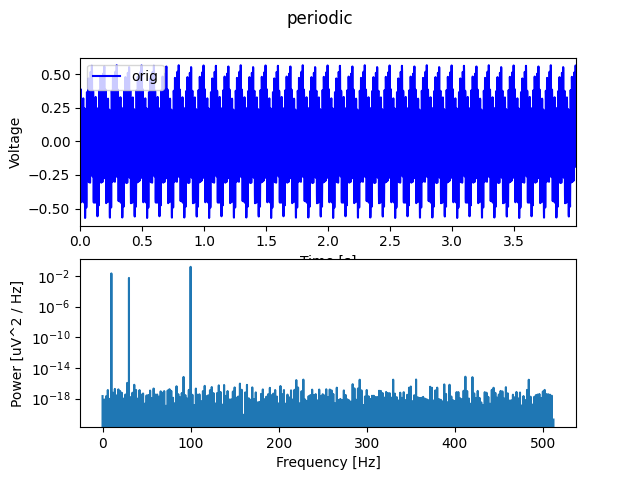 periodic
orig
Voltage
0.50
0.25
0.00
−0.25
−0.50
0.0 0.5 1.0 1.5 2.0 2.5 3.0 3.5
Time [s]
Power [uV^2 / Hz]
10^−2
10^−6
10^−10
10^−14
10^−18
0 100 200 300 400 500
Frequency [Hz]